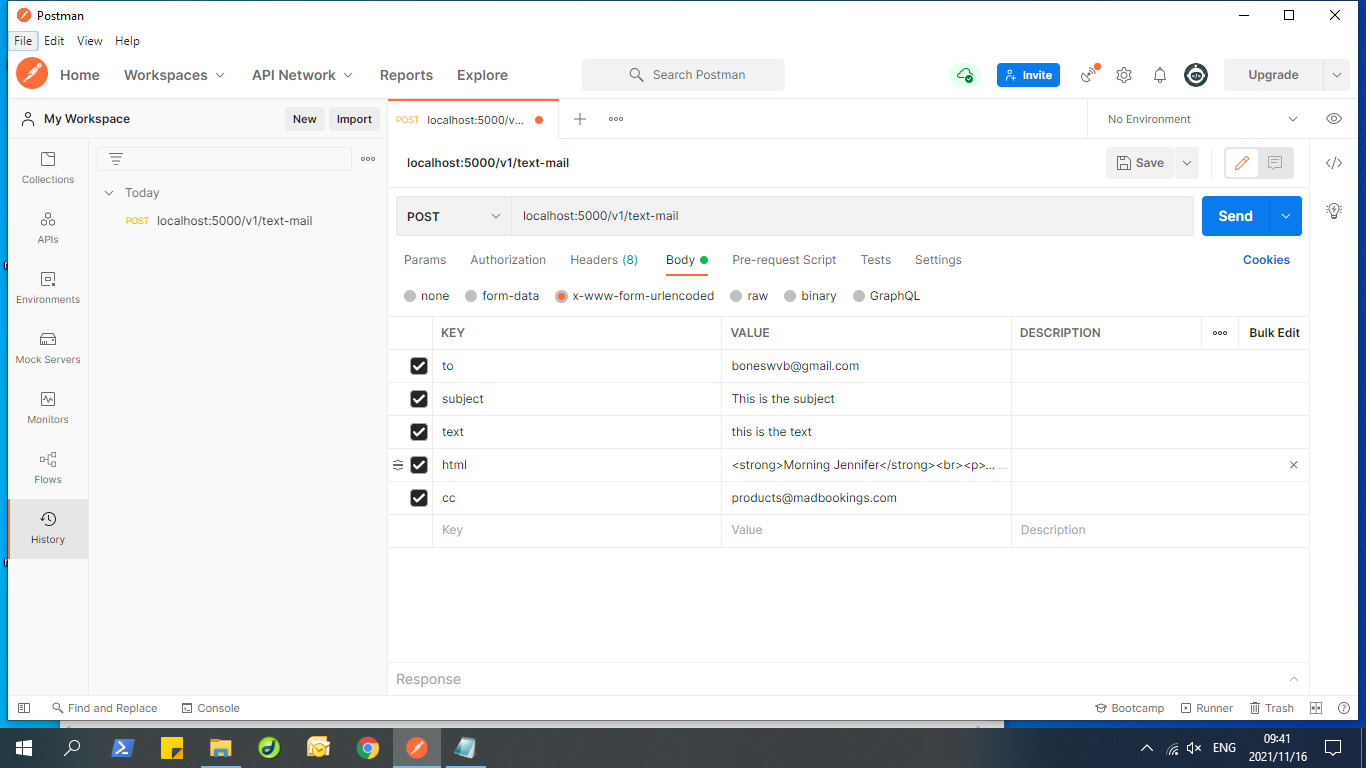 Postman
File Edit View Help
Home Workspaces API Network Reports Explore Search Postman Invite Upgrade
My Workspace New Import POST localhost:5000/v... No Environment
Collections
APIs
Environments
Mock Servers
Monitors
Flows
History
Today
POST localhost:5000/v1/text-mail
localhost:5000/v1/text-mail Save
POST localhost:5000/v1/text-mail Send
Params Authorization Headers (8) Body Pre-request Script Tests Settings Cookies
none form-data x-www-form-urlencoded raw binary GraphQL
KEY VALUE DESCRIPTION Bulk Edit
to boneswvb@gmail.com
subject This is the subject
text this is the text
html <strong>Morning Jennifer</strong><br><p>... ...
cc products@madbookings.com
Key Value Description
Response
Find and Replace Console Bootcamp Runner Trash
ENG 09:41
2021/11/16